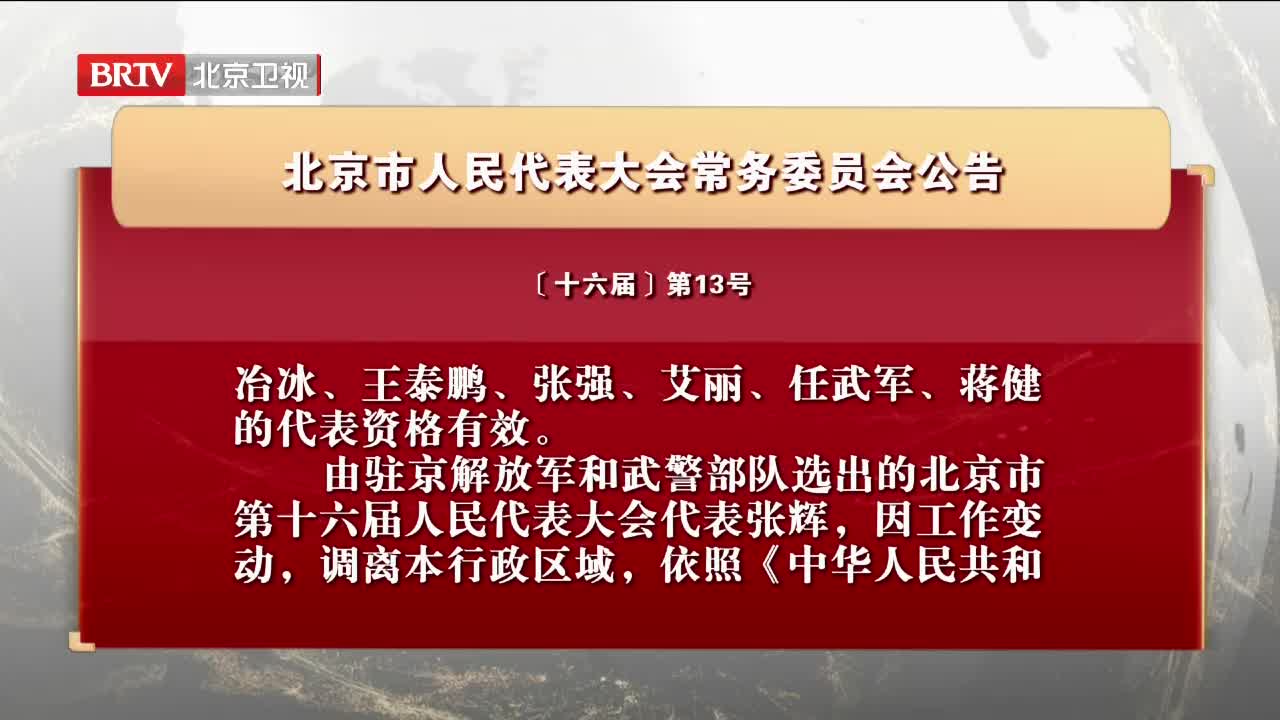 BRTV 北京卫视
北京市人民代表大会常务委员会公告
〔十六届〕第13号
冶冰、王泰鹏、张强、艾丽、任武军、蒋健
的代表资格有效。
由驻京解放军和武警部队选出的北京市
第十六届人民代表大会代表张辉，因工作变
动，调离本行政区域，依照《中华人民共和